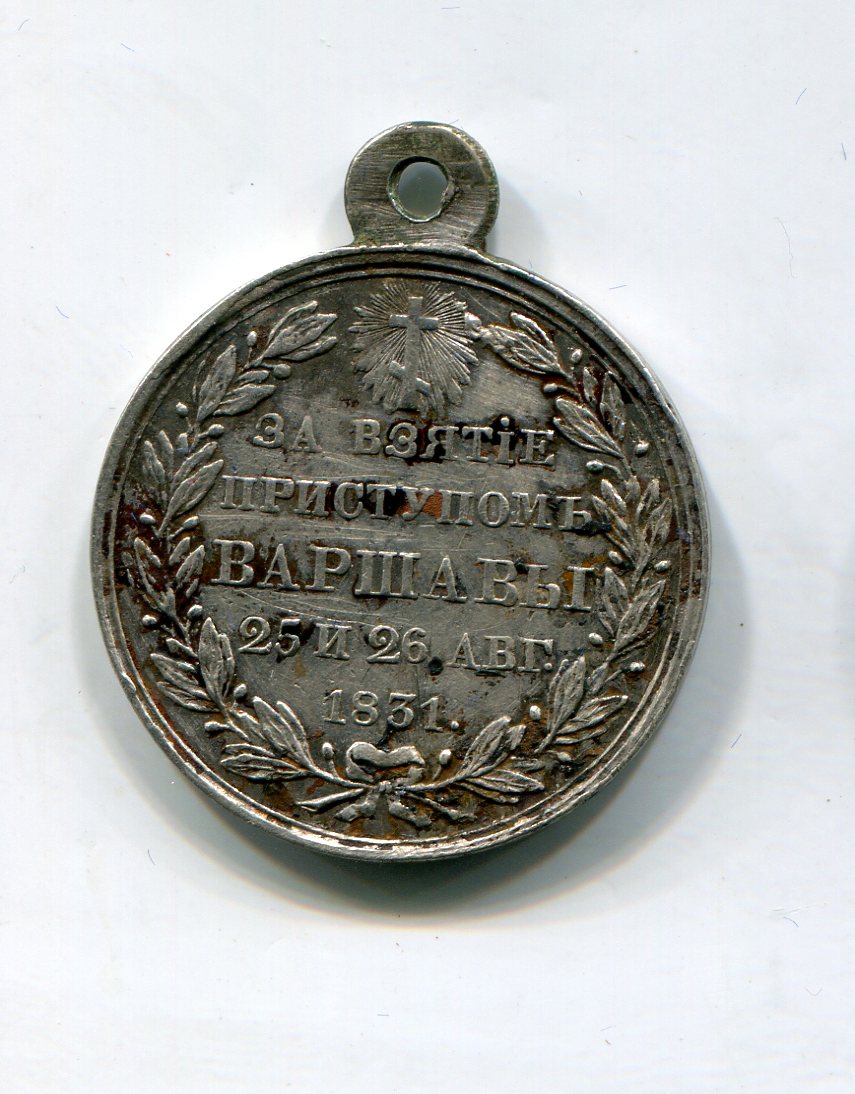 ЗА ВЗЯТІЕ
ПРИСТУПОМЪ
ВАРШАВЫ
25 И 26 АВГ.
1831.